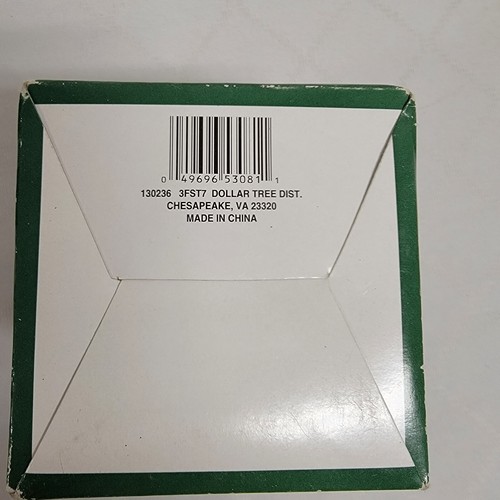 0 49696 53081 1
130236 3FST7 DOLLAR TREE DIST.
CHESAPEAKE, VA 23320
MADE IN CHINA